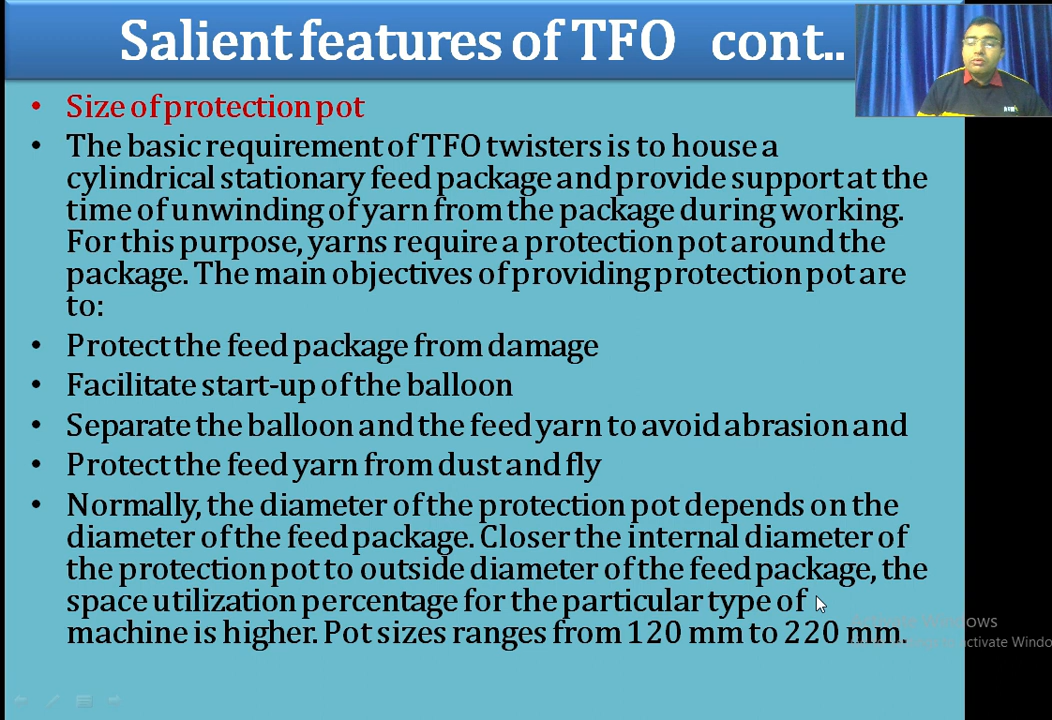 Salient features of TFO cont..
• Size of protection pot
• The basic requirement of TFO twisters is to house a
cylindrical stationary feed package and provide support at the
time of unwinding of yarn from the package during working.
For this purpose, yarns require a protection pot around the
package. The main objectives of providing protection pot are
to:
• Protect the feed package from damage
• Facilitate start-up of the balloon
• Separate the balloon and the feed yarn to avoid abrasion and
• Protect the feed yarn from dust and fly
• Normally, the diameter of the protection pot depends on the
diameter of the feed package. Closer the internal diameter of
the protection pot to outside diameter of the feed package, the
space utilization percentage for the particular type of
machine is higher. Pot sizes ranges from 120 mm to 220 mm.